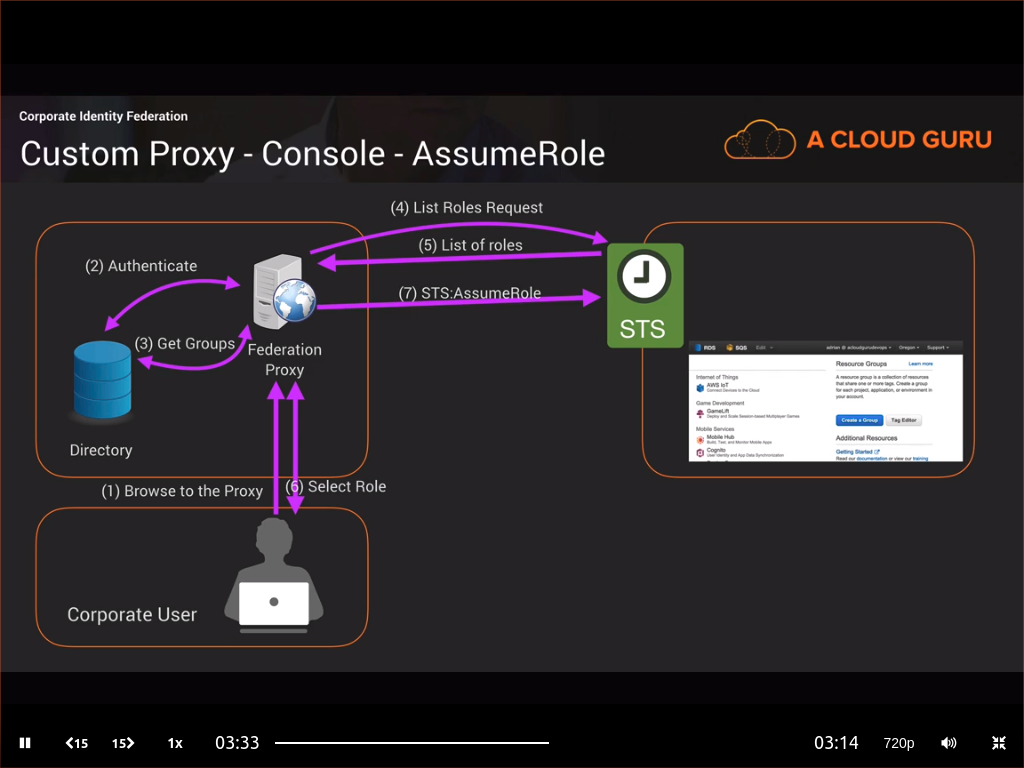 Corporate Identity Federation
Custom Proxy - Console - AssumeRole
A CLOUD GURU
(4) List Roles Request
(5) List of roles
(2) Authenticate
(7) STS:AssumeRole
(3) Get Groups
Federation
Proxy
STS
Directory
RDS SQS Edit
adrian @ acloudgurudevops Oregon Support
Internet of Things
AWS IoT
Connect Devices to the Cloud
Game Development
GameLift
Deploy and Scale Session-based Multiplayer Games
Mobile Services
Mobile Hub
Build, Test, and Monitor Mobile Apps
Cognito
User Identity and App Data Synchronization
Resource Groups Learn more
A resource group is a collection of resources
that share one or more tags. Create a group
for each project, application, or environment in
your account.
Create a Group Tag Editor
Additional Resources
Getting Started
Read our documentation or view our training
(1) Browse to the Proxy
(6) Select Role
Corporate User
15 15 1x 03:33 03:14 720p